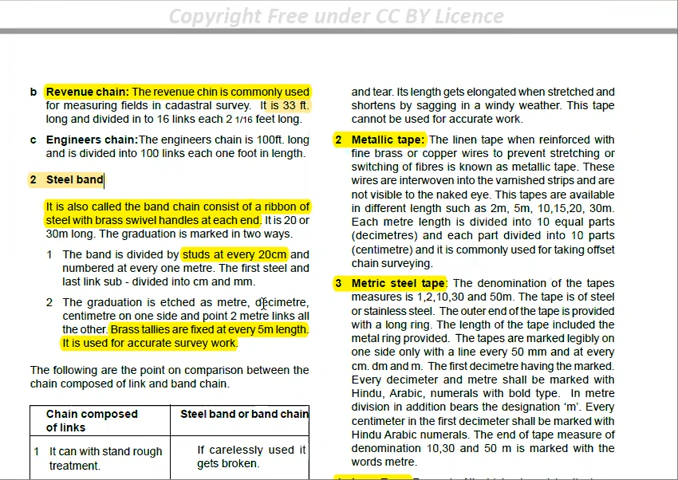 Copyright Free under CC BY Licence
b Revenue chain: The revenue chin is commonly used
for measuring fields in cadastral survey. It is 33 ft.
long and divided in to 16 links each 2 1/16 feet long.
c Engineers chain:The engineers chain is 100ft. long
and is divided into 100 links each one foot in length.
2 Steel band
It is also called the band chain consist of a ribbon of
steel with brass swivel handles at each end. It is 20 or
30m long. The graduation is marked in two ways.
1 The band is divided by studs at every 20cm and
numbered at every one metre. The first steel and
last link sub - divided into cm and mm.
2 The graduation is etched as metre, decimetre,
centimetre on one side and point 2 metre links all
the other. Brass tallies are fixed at every 5m length.
It is used for accurate survey work.
The following are the point on comparison between the
chain composed of link and band chain.
Chain composed
of links
Steel band or band chain
1 It can with stand rough
treatment.
If carelessly used it
gets broken.
and tear. Its length gets elongated when stretched and
shortens by sagging in a windy weather. This tape
cannot be used for accurate work.
2 Metallic tape: The linen tape when reinforced with
fine brass or copper wires to prevent stretching or
switching of fibres is known as metallic tape. These
wires are interwoven into the varnished strips and are
not visible to the naked eye. This tapes are available
in different length such as 2m, 5m, 10,15,20, 30m.
Each metre length is divided into 10 equal parts
(decimetres) and each part divided into 10 parts
(centimetre) and it is commonly used for taking offset
chain surveying.
3 Metric steel tape: The denomination of the tapes
measures is 1,2,10,30 and 50m. The tape is of steel
or stainless steel. The outer end of the tape is provided
with a long ring. The length of the tape included the
metal ring provided. The tapes are marked legibly on
one side only with a line every 50 mm and at every
cm. dm and m. The first decimetre having the marked.
Every decimeter and metre shall be marked with
Hindu, Arabic, numerals with bold type. In metre
division in addition bears the designation ‘m’. Every
centimeter in the first decimeter shall be marked with
Hindu Arabic numerals. The end of tape measure of
denomination 10,30 and 50 m is marked with the
words metre.